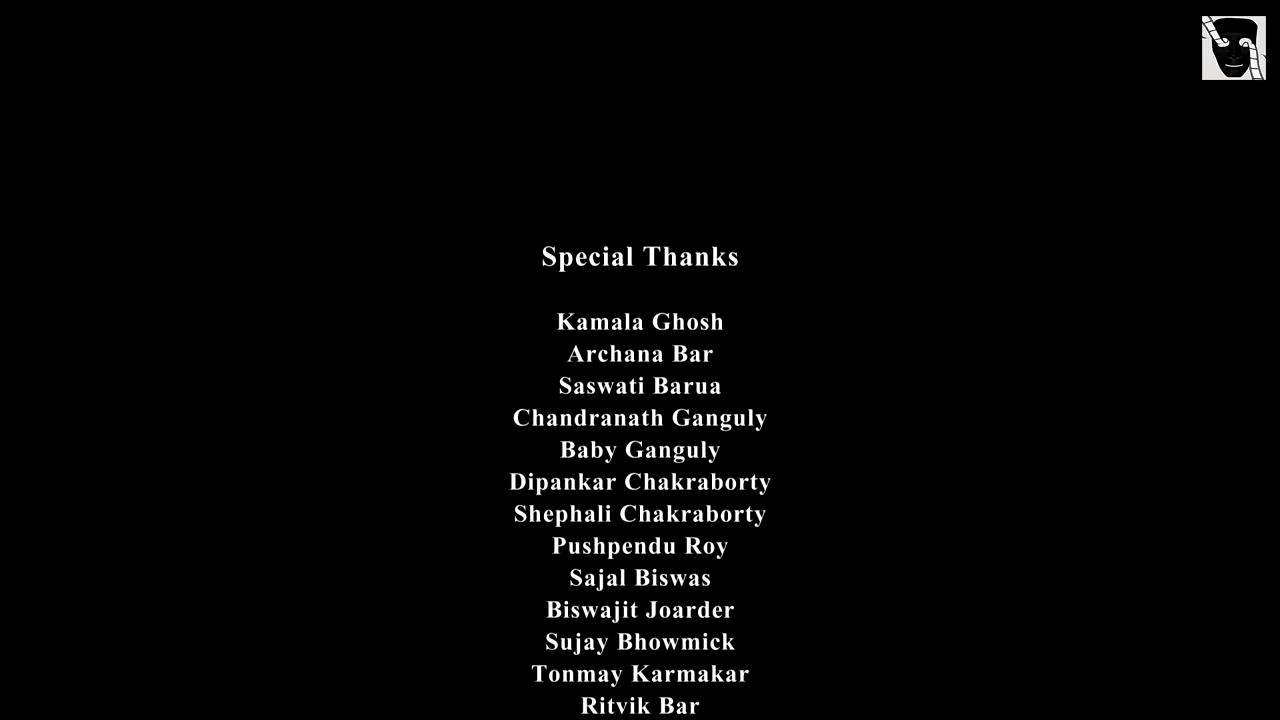 Special Thanks
Kamala Ghosh
Archana Bar
Saswati Barua
Chandranath Ganguly
Baby Ganguly
Dipankar Chakraborty
Shephali Chakraborty
Pushpendu Roy
Sajal Biswas
Biswajit Joarder
Sujay Bhowmick
Tonmay Karmakar
Ritvik Bar